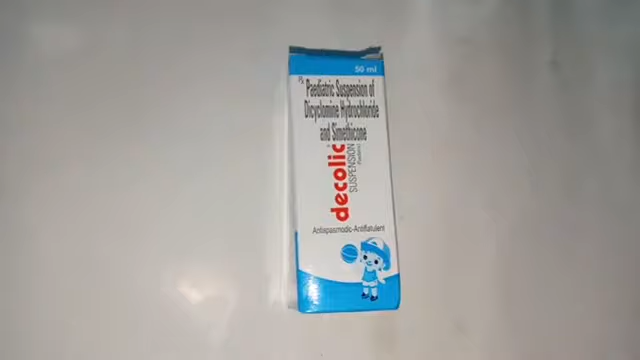 50 ml
Rx Paediatric Suspension of
Dicyclomine Hydrochloride
and Simethicone
decolic
SUSPENSION
Antispasmodic-Antiflatulent